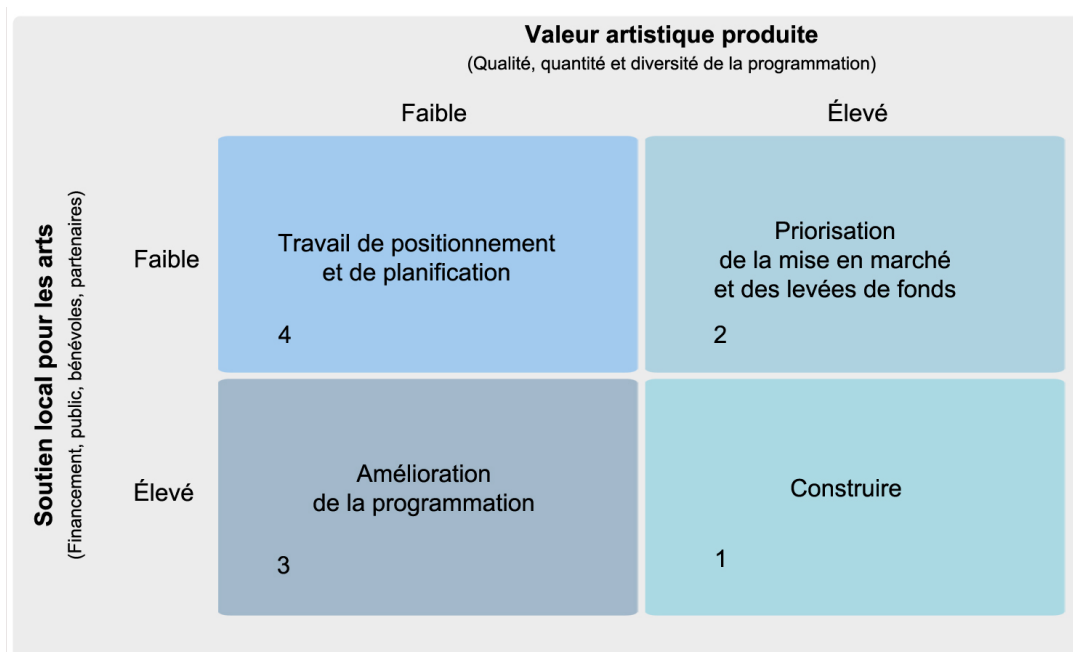 Valeur artistique produite
(Qualité, quantité et diversité de la programmation)
Faible
Élevé
Soutien local pour les arts
(Financement, public, bénévoles, partenaires)
Faible
Travail de positionnement
et de planification
4
Priorisation
de la mise en marché
et des levées de fonds
2
Élevé
Amélioration
de la programmation
3
Construire
1